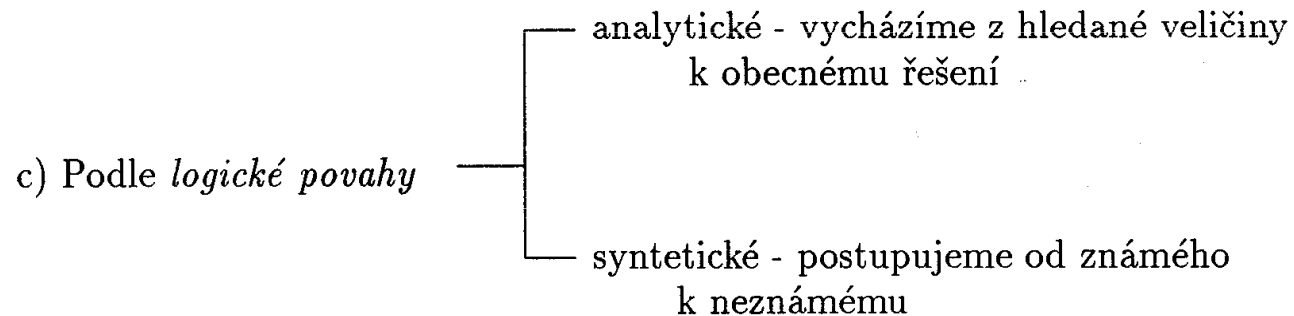 analytické - vycházíme z hledané veličiny
k obecnému řešení
c) Podle logické povahy
syntetické - postupujeme od známého
k neznámému